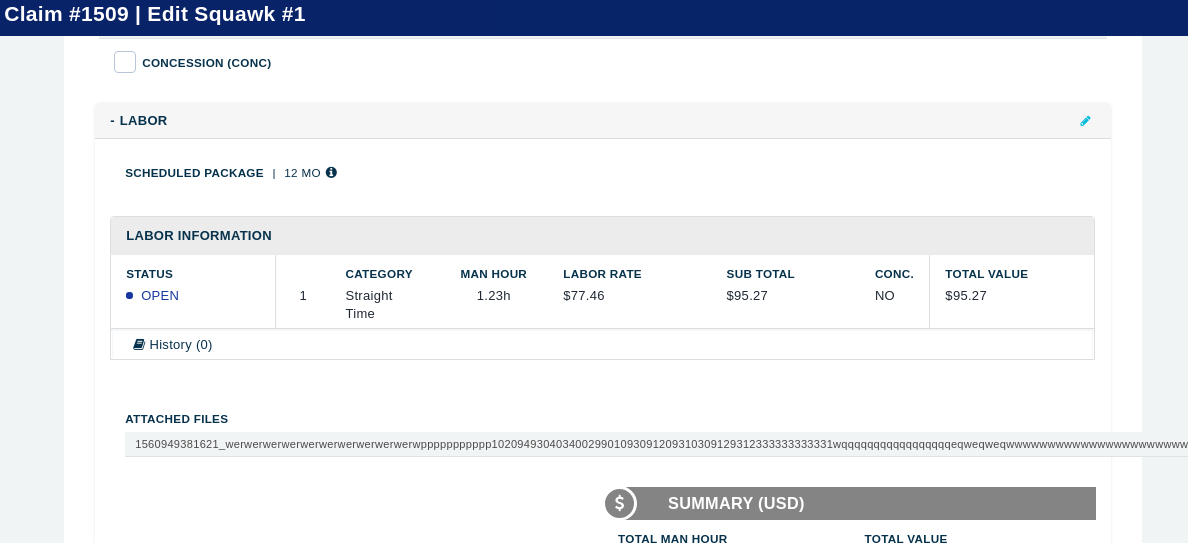 Claim #1509 | Edit Squawk #1
CONCESSION (CONC)
- LABOR
SCHEDULED PACKAGE | 12 MO
LABOR INFORMATION
STATUS CATEGORY MAN HOUR LABOR RATE SUB TOTAL CONC. TOTAL VALUE
OPEN 1 Straight Time 1.23h $77.46 $95.27 NO $95.27
History (0)
ATTACHED FILES
1560949381621_werwerwerwerwerwerwerwerwerwerwppppppppppp1020949304034002990109309120931030912931233333333333331wqqqqqqqqqqqqqqqqqeqweqweqwwwwwwwwwwwwwwwwwwwwww
$ SUMMARY (USD)
TOTAL MAN HOUR TOTAL VALUE